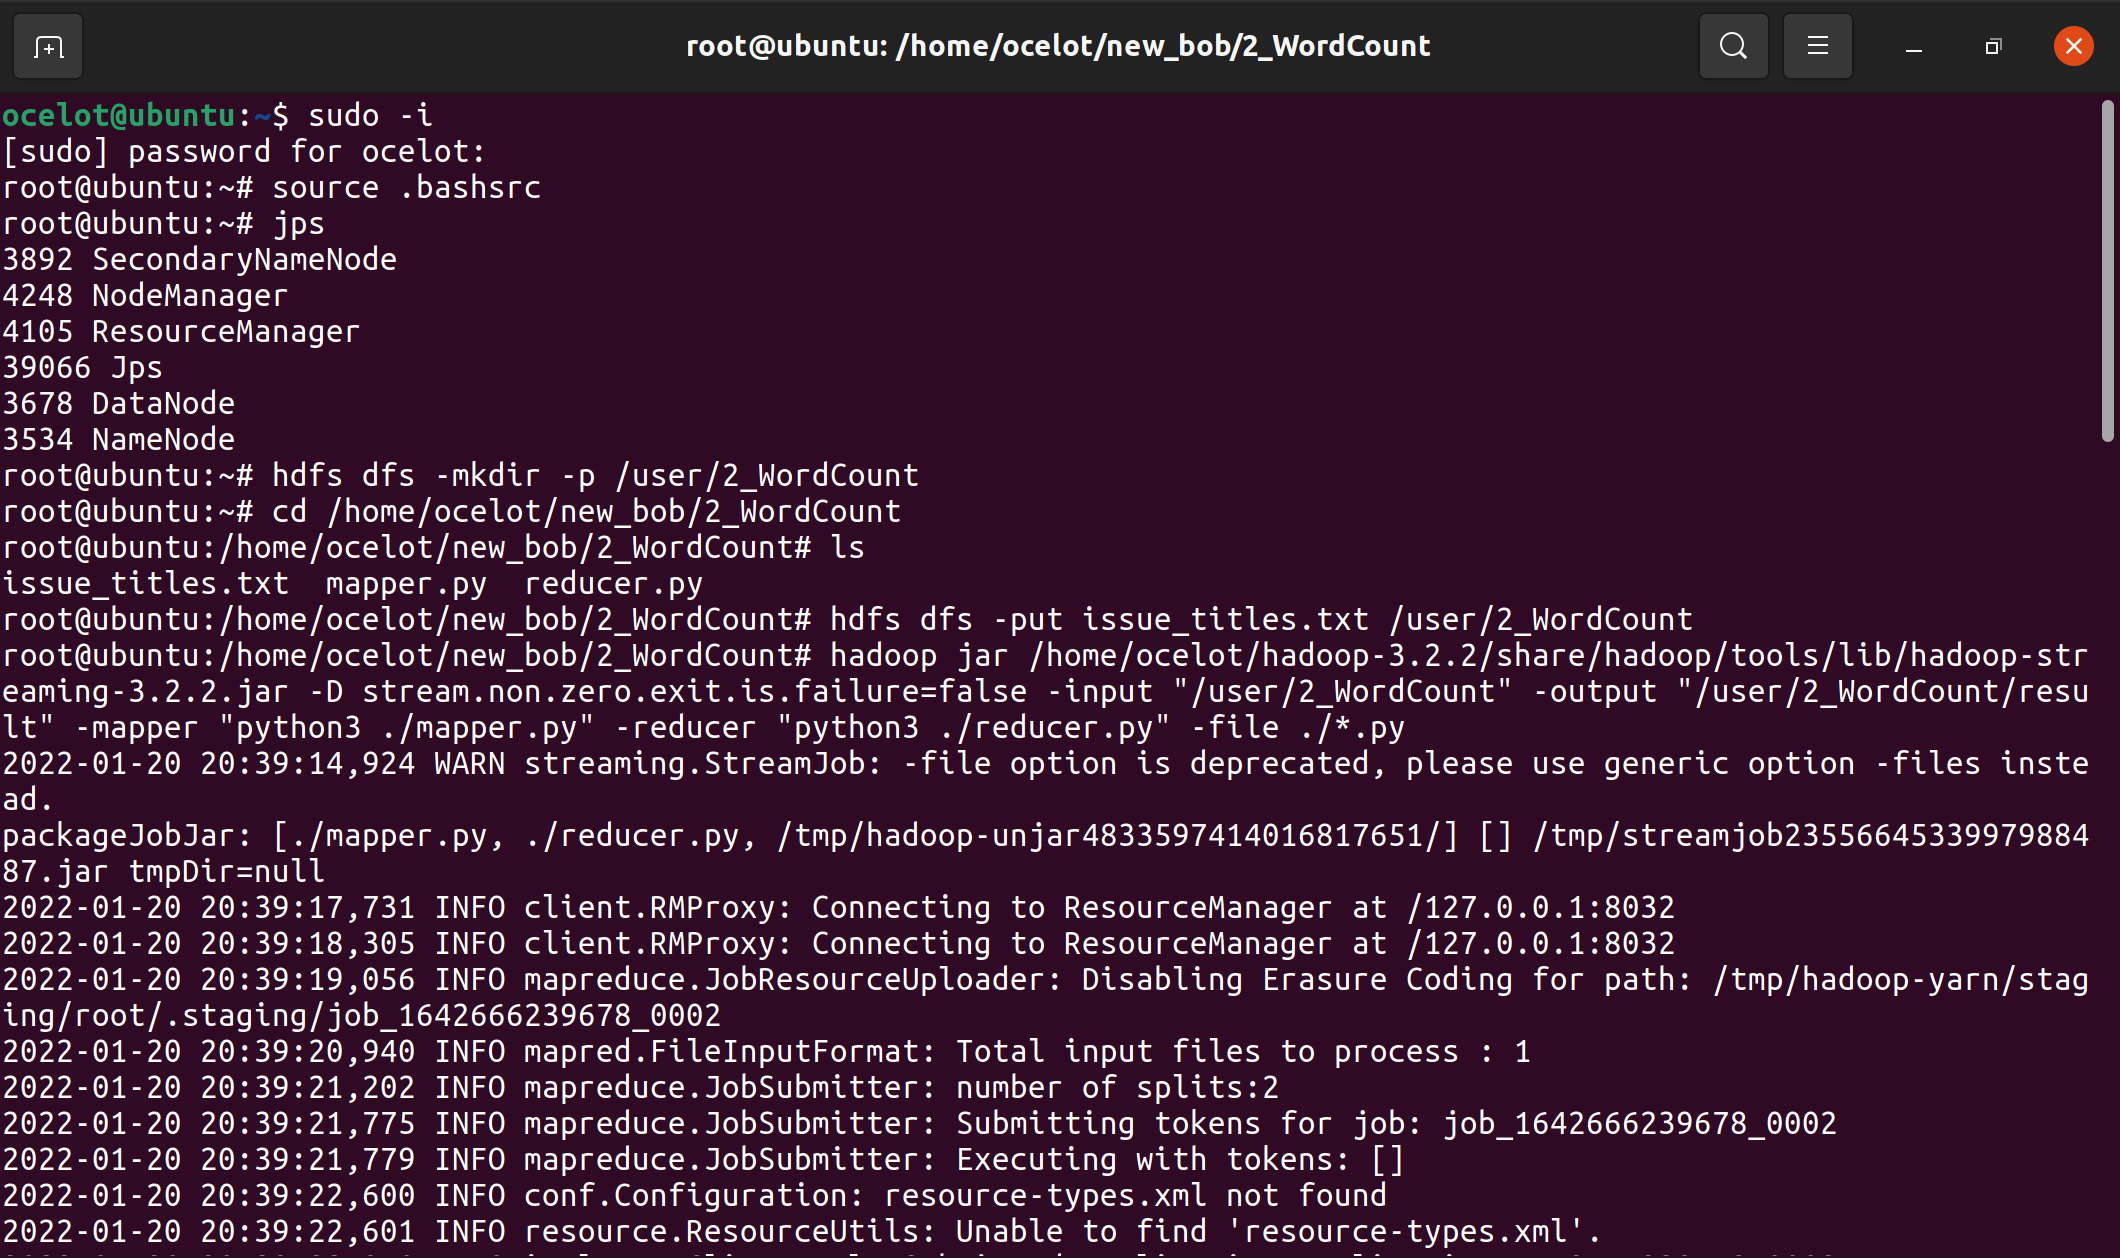 root@ubuntu: /home/ocelot/new_bob/2_WordCount
ocelot@ubuntu:~$ sudo -i
[sudo] password for ocelot:
root@ubuntu:~# source .bashsrc
root@ubuntu:~# jps
3892 SecondaryNameNode
4248 NodeManager
4105 ResourceManager
39066 Jps
3678 DataNode
3534 NameNode
root@ubuntu:~# hdfs dfs -mkdir -p /user/2_WordCount
root@ubuntu:~# cd /home/ocelot/new_bob/2_WordCount
root@ubuntu:/home/ocelot/new_bob/2_WordCount# ls
issue_titles.txt  mapper.py  reducer.py
root@ubuntu:/home/ocelot/new_bob/2_WordCount# hdfs dfs -put issue_titles.txt /user/2_WordCount
root@ubuntu:/home/ocelot/new_bob/2_WordCount# hadoop jar /home/ocelot/hadoop-3.2.2/share/hadoop/tools/lib/hadoop-str
eaming-3.2.2.jar -D stream.non.zero.exit.is.failure=false -input "/user/2_WordCount" -output "/user/2_WordCount/resu
lt" -mapper "python3 ./mapper.py" -reducer "python3 ./reducer.py" -file ./*.py
2022-01-20 20:39:14,924 WARN streaming.StreamJob: -file option is deprecated, please use generic option -files inste
ad.
packageJobJar: [./mapper.py, ./reducer.py, /tmp/hadoop-unjar4833597414016817651/] [] /tmp/streamjob23556645339979884
87.jar tmpDir=null
2022-01-20 20:39:17,731 INFO client.RMProxy: Connecting to ResourceManager at /127.0.0.1:8032
2022-01-20 20:39:18,305 INFO client.RMProxy: Connecting to ResourceManager at /127.0.0.1:8032
2022-01-20 20:39:19,056 INFO mapreduce.JobResourceUploader: Disabling Erasure Coding for path: /tmp/hadoop-yarn/stag
ing/root/.staging/job_1642666239678_0002
2022-01-20 20:39:20,940 INFO mapred.FileInputFormat: Total input files to process : 1
2022-01-20 20:39:21,202 INFO mapreduce.JobSubmitter: number of splits:2
2022-01-20 20:39:21,775 INFO mapreduce.JobSubmitter: Submitting tokens for job: job_1642666239678_0002
2022-01-20 20:39:21,779 INFO mapreduce.JobSubmitter: Executing with tokens: []
2022-01-20 20:39:22,600 INFO conf.Configuration: resource-types.xml not found
2022-01-20 20:39:22,601 INFO resource.ResourceUtils: Unable to find 'resource-types.xml'.